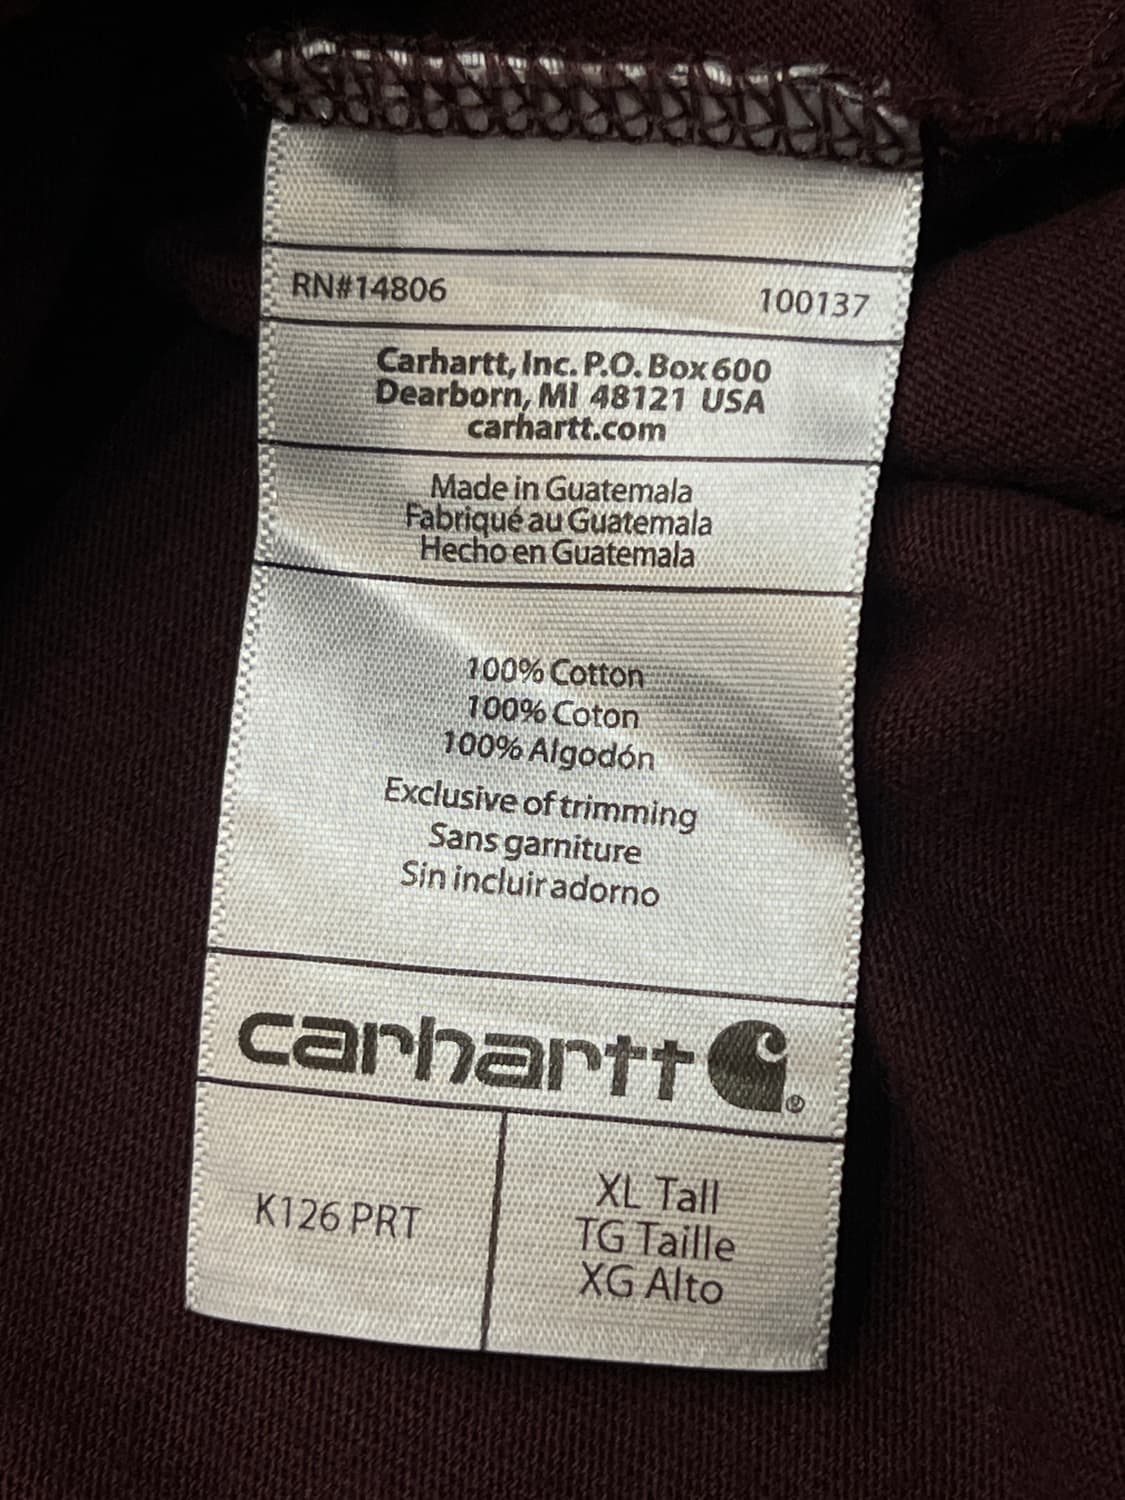 RN#14806 100137
Carhartt, Inc. P.O. Box 600
Dearborn, MI 48121 USA
carhartt.com
Made in Guatemala
Fabriqué au Guatemala
Hecho en Guatemala
100% Cotton
100% Coton
100% Algodón
Exclusive of trimming
Sans garniture
Sin incluir adorno
carhartt ®
K126 PRT
XL Tall
TG Taille
XG Alto